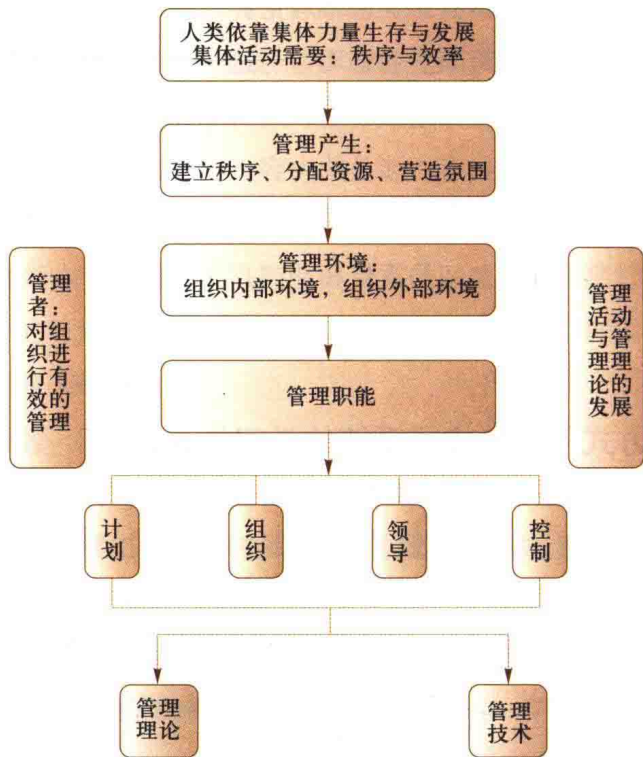 人类依靠集体力量生存与发展
集体活动需要：秩序与效率
管理产生：
建立秩序、分配资源、营造氛围
管理环境：
组织内部环境，组织外部环境
管理
者：
对组
织进
行有
效的
管理
管理
活动
与管
理理
论的
发展
管理职能
计
划
组
织
领
导
控
制
管理
理论
管理
技术